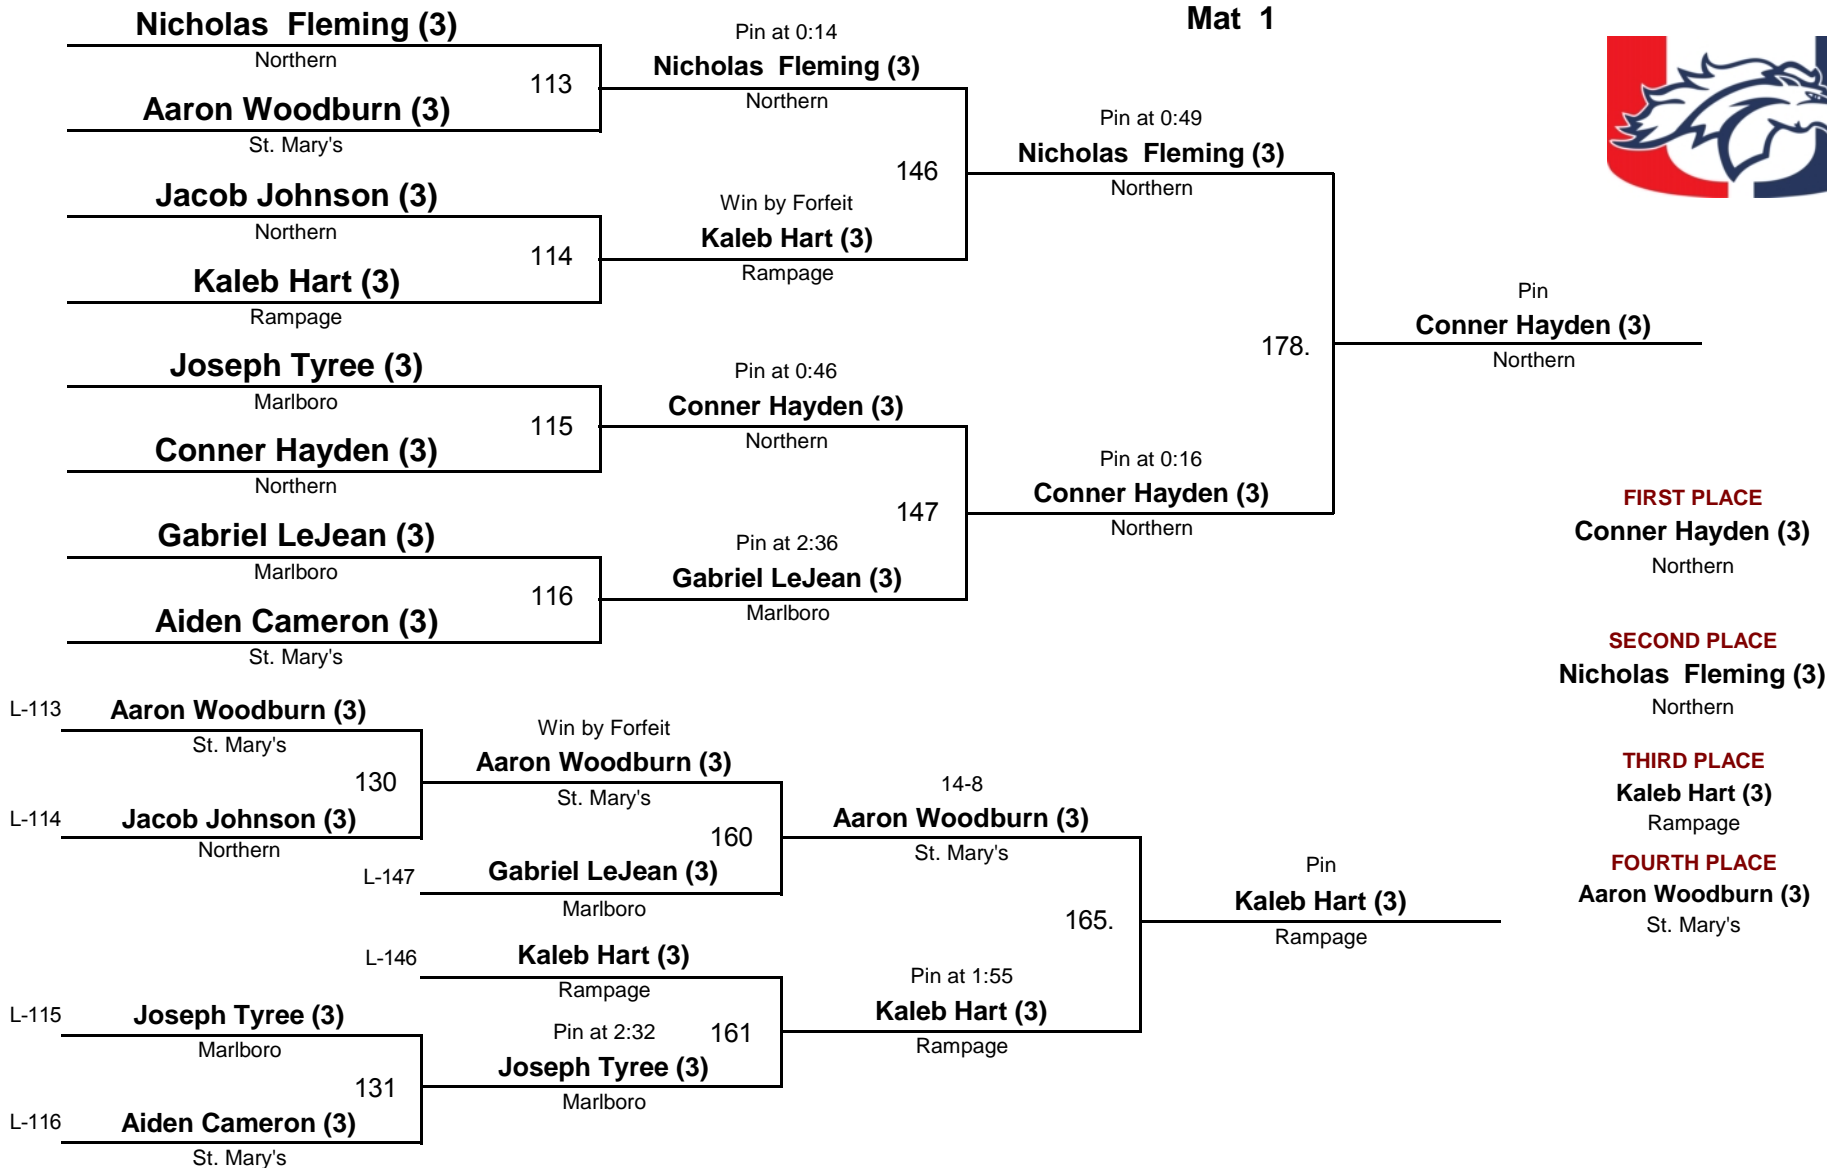 Mat 1
Nicholas Fleming (3)
Northern
113
Aaron Woodburn (3)
St. Mary's
Jacob Johnson (3)
Northern
114
Kaleb Hart (3)
Rampage
Joseph Tyree (3)
Marlboro
115
Conner Hayden (3)
Northern
Gabriel LeJean (3)
Marlboro
116
Aiden Cameron (3)
St. Mary's
Pin at 0:14
Nicholas Fleming (3)
Northern
146
Win by Forfeit
Kaleb Hart (3)
Rampage
Pin at 0:46
Conner Hayden (3)
Northern
147
Pin at 2:36
Gabriel LeJean (3)
Marlboro
Pin at 0:49
Nicholas Fleming (3)
Northern
178.
Pin at 0:16
Conner Hayden (3)
Northern
Pin
Conner Hayden (3)
Northern
L-113
Aaron Woodburn (3)
St. Mary's
130
L-114
Jacob Johnson (3)
Northern
L-115
Joseph Tyree (3)
Marlboro
131
L-116
Aiden Cameron (3)
St. Mary's
Win by Forfeit
Aaron Woodburn (3)
St. Mary's
160
L-147
Gabriel LeJean (3)
Marlboro
L-146
Kaleb Hart (3)
Rampage
161
Pin at 2:32
Joseph Tyree (3)
Marlboro
14-8
Aaron Woodburn (3)
St. Mary's
165.
Pin at 1:55
Kaleb Hart (3)
Rampage
Pin
Kaleb Hart (3)
Rampage
FIRST PLACE
Conner Hayden (3)
Northern
SECOND PLACE
Nicholas Fleming (3)
Northern
THIRD PLACE
Kaleb Hart (3)
Rampage
FOURTH PLACE
Aaron Woodburn (3)
St. Mary's